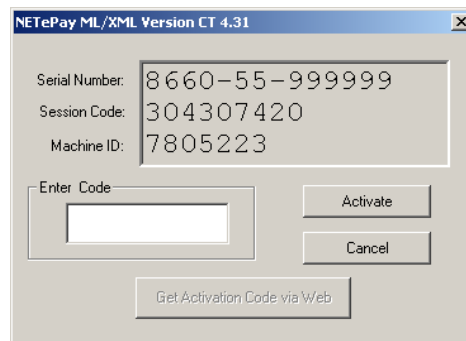 NETePay ML/XML Version CT 4.31
Serial Number: 8660-55-999999
Session Code: 304307420
Machine ID: 7805223
Enter Code
Activate
Cancel
Get Activation Code via Web